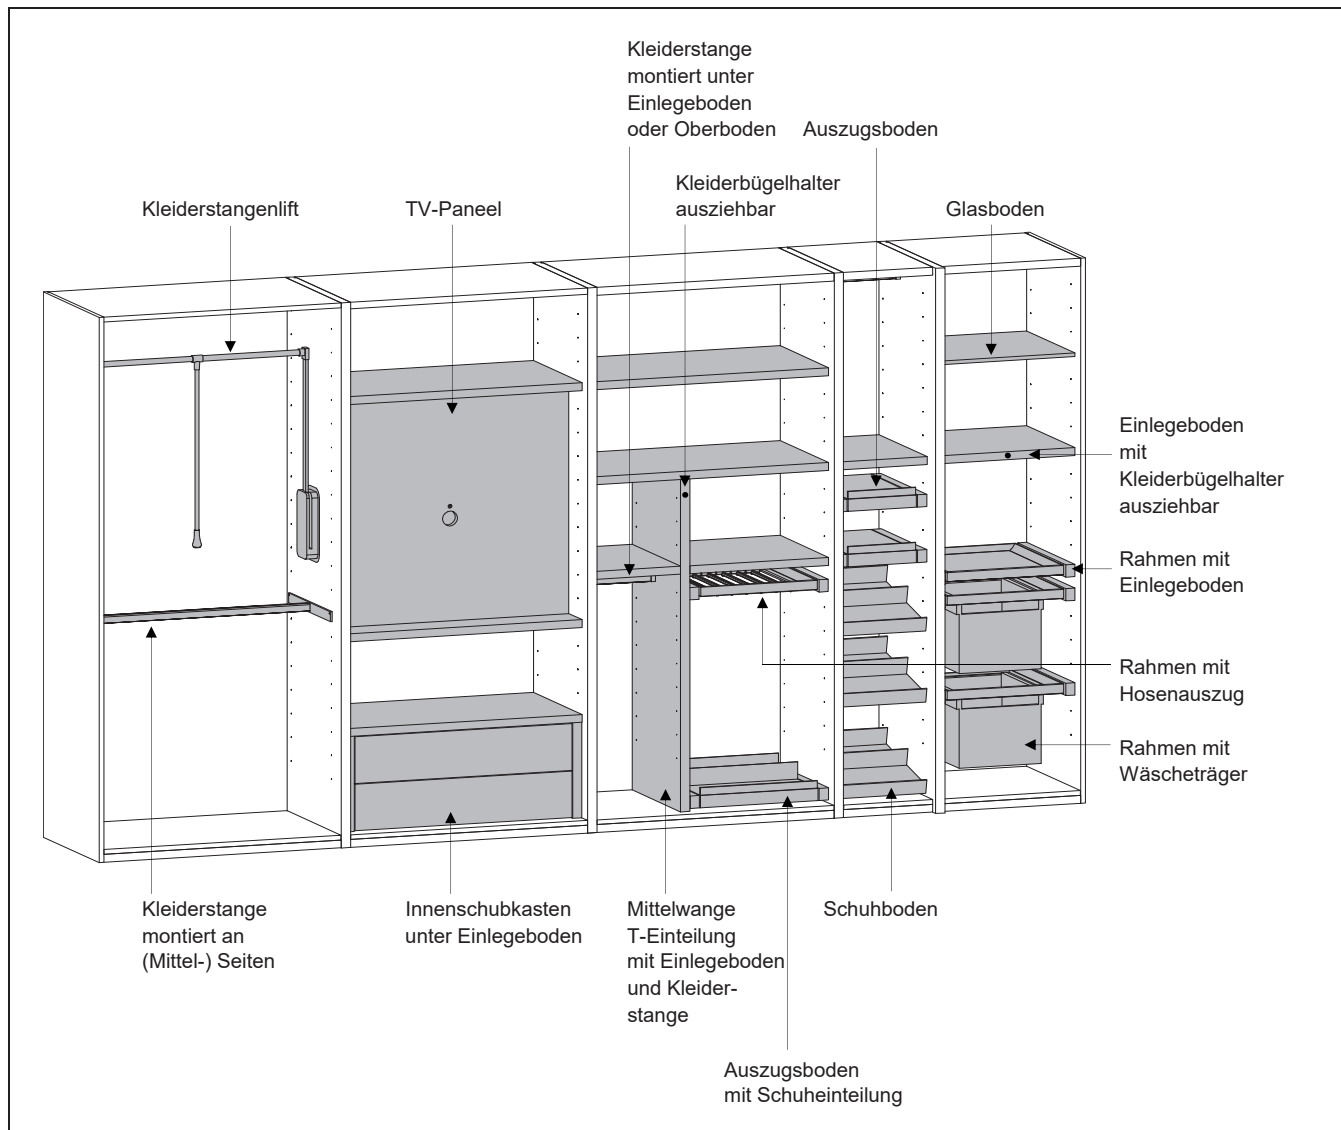 Kleiderstange
montiert unter
Einlegeboden
oder Oberboden
Auszugsboden
Kleiderbügelhalter
ausziehbar
Kleiderstangenlift
TV-Paneel
Glasboden
Einlegeboden
mit
Kleiderbügelhalter
ausziehbar
Rahmen mit
Einlegeboden
Rahmen mit
Hosenauszug
Rahmen mit
Wäscheträger
Kleiderstange
montiert an
(Mittel-) Seiten
Innenschubkasten
unter Einlegeboden
Mittelwange
T-Einteilung
mit Einlegeboden
und Kleider-
stange
Schuhboden
Auszugsboden
mit Schuheinteilung